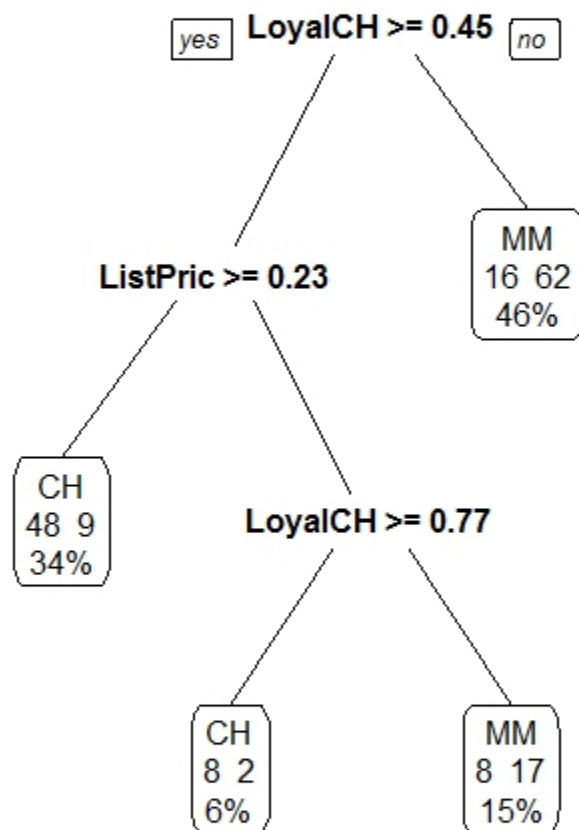 yes LoyalCH >= 0.45 no
MM
16 62
46%
ListPric >= 0.23
CH
48 9
34%
LoyalCH >= 0.77
CH
8 2
6%
MM
8 17
15%